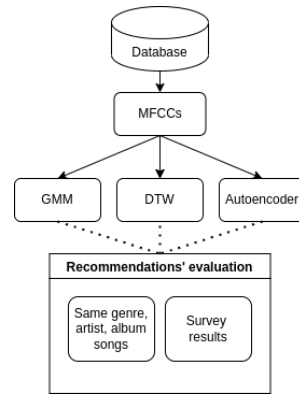 Database
MFCCs
GMM
DTW
Autoencoder
Recommendations' evaluation
Same genre,
artist, album
songs
Survey
results